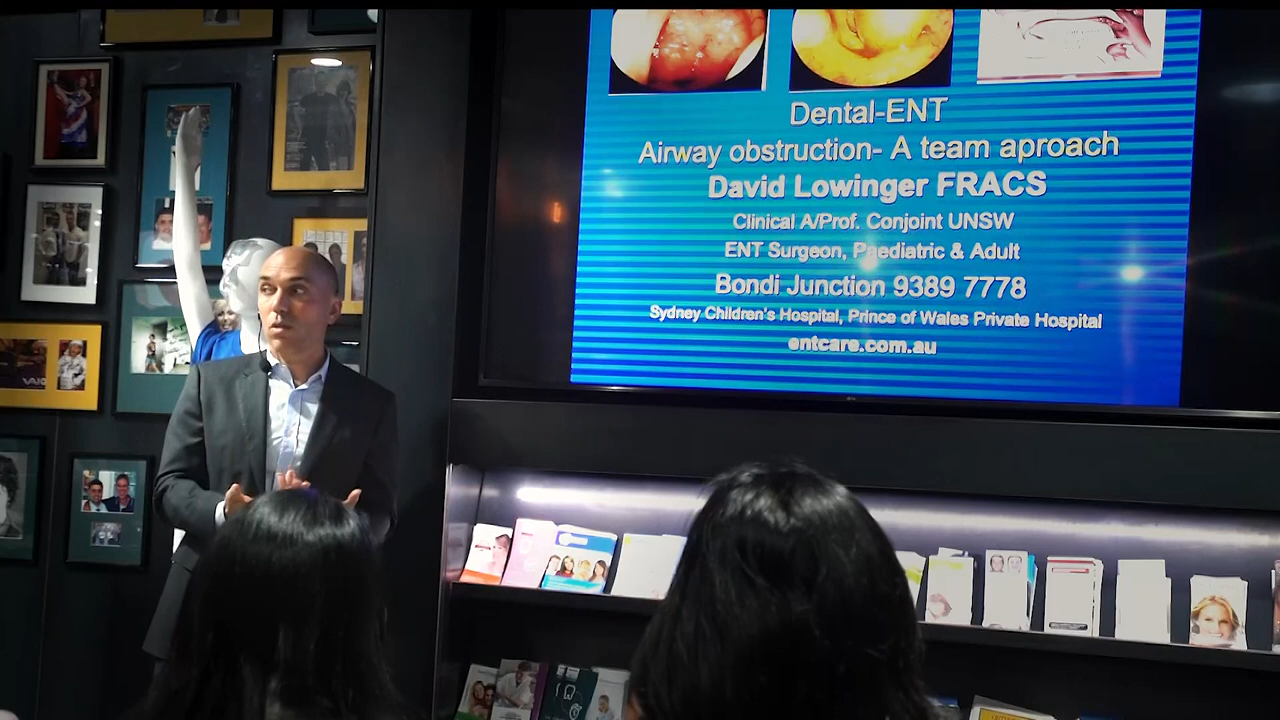 Dental-ENT
Airway obstruction- A team aproach
David Lowinger FRACS
Clinical A/Prof. Conjoint UNSW
ENT Surgeon, Paediatric & Adult
Bondi Junction 9389 7778
Sydney Children's Hospital, Prince of Wales Private Hospital
entcare.com.au
VAIO